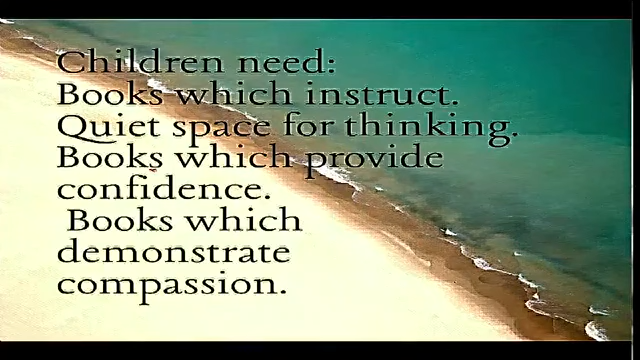 Children need:
Books which instruct.
Quiet space for thinking.
Books which provide
confidence.
Books which
demonstrate
compassion.